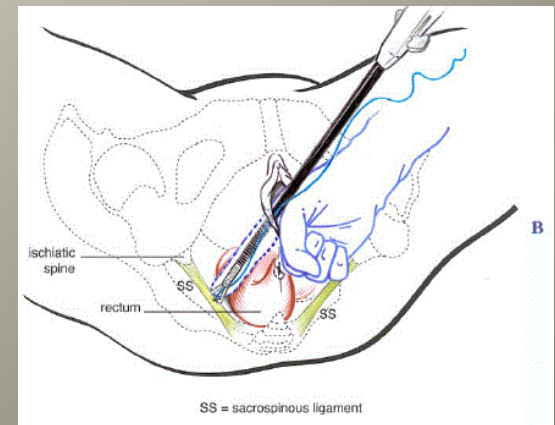 B
ischiatic
spine
SS
rectum
SS
SS = sacrospinous ligament